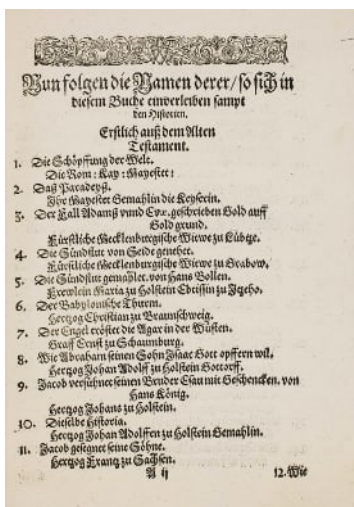 Nun folgen die Namen derer/ so sich in
diesem Buche einverleiben sampt
den Historien.
Erstlich auß dem Alten
Testament.
1. Die Schöpffung der Welt.
Die Röm: Kay: Mayestet:
2. Daß Paradeyß.
Ihr Mayestet Gemahlin die Keyserin.
3. Der Fall Adamß vnnd Evæ, geschrieben Gold auff
Goldgrund.
Fürstliche Mecklenburgische Witwe zu Lübtze.
4. Die Sündflut von Seide genehet.
Fürstliche Mecklenburgische Witwe zu Grabow.
5. Die Sündflut gemahlet, von Hans Bollen.
Frewlein Maria zu Holstein Ebtissin zu Itzeho.
6. Der Babylonische Thurm.
Hertzog Christian zu Braunschweig.
7. Der Engel tröstet die Agar in der Wüsten.
Graff Ernst zu Schaumburg.
8. Wie Abraham seinen Sohn Isaac Gott opffern wil.
Hertzog Johan Adolff zu Holstein Gottorff.
9. Jacob versühnet seinen Bruder Esau mit Geschencken, von
Hans König.
Hertzog Johans zu Holstein.
10. Dieselbe Historia.
Hertzog Johan Adolffen zu Holstein Gemahlin.
11. Jacob gesegnet seine Söhne.
Hertzog Frantz zu Sachsen.
A ij 12. Wie